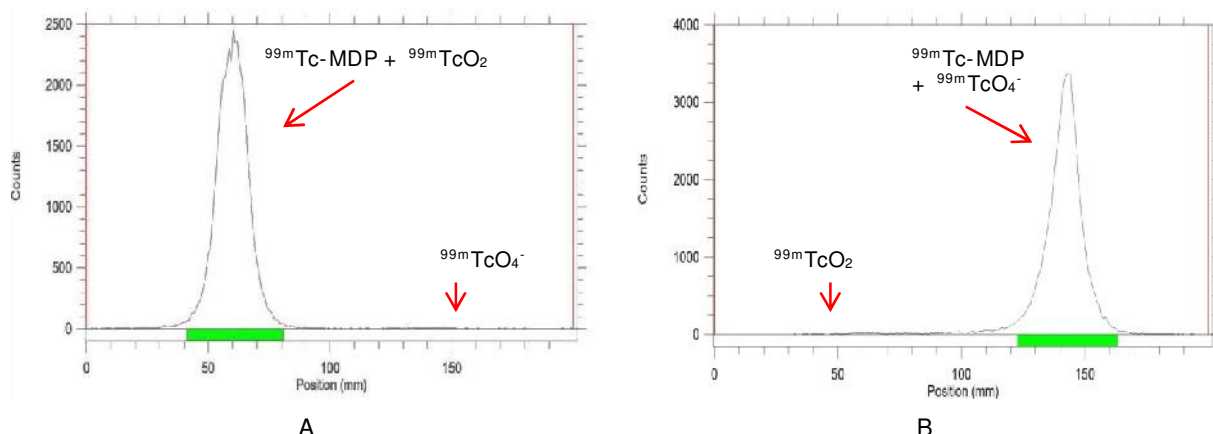 2500
2000
1500
1000
500
0
Counts
⁹⁹ᵐTc-MDP + ⁹⁹ᵐTcO₂
⁹⁹ᵐTcO₄⁻
0 50 100 150
Position (mm)
A
4000
3000
2000
1000
0
Counts
⁹⁹ᵐTc-MDP
+ ⁹⁹ᵐTcO₄⁻
⁹⁹ᵐTcO₂
0 50 100 150
Position (mm)
B